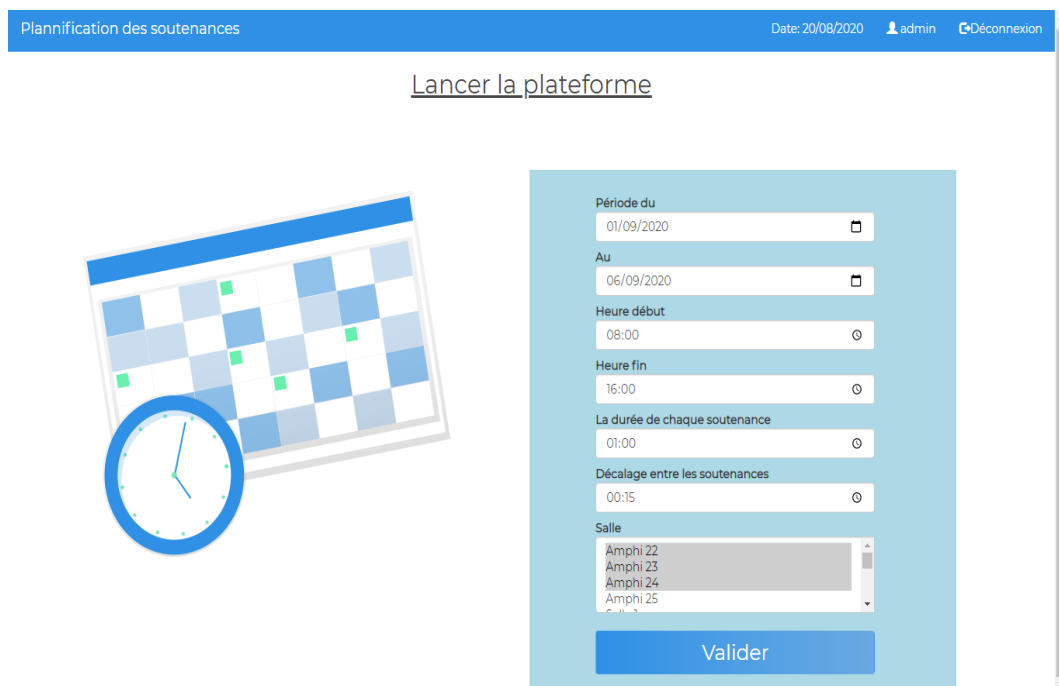 Plannification des soutenances
Date: 20/08/2020 admin Déconnexion
Lancer la plateforme
Période du
01/09/2020
Au
06/09/2020
Heure début
08:00
Heure fin
16:00
La durée de chaque soutenance
01:00
Décalage entre les soutenances
00:15
Salle
Amphi 22
Amphi 23
Amphi 24
Amphi 25
Valider